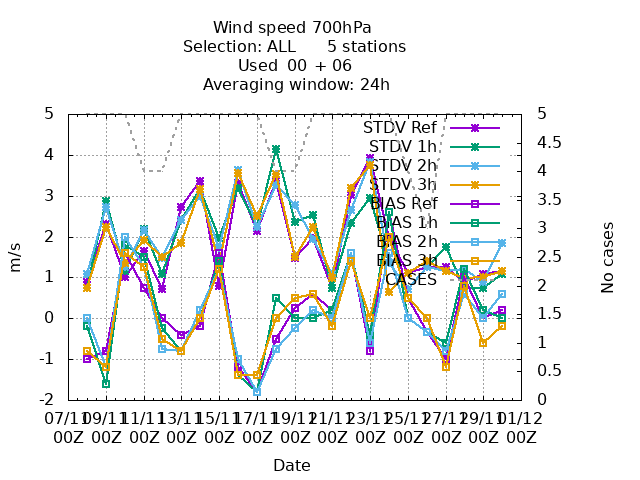 Wind speed 700hPa
Selection: ALL 5 stations
Used 00 + 06
Averaging window: 24h
5
4
3
2
1
0
-1
-2
m/s
STDV Ref
STDV 1h
STDV 2h
STDV 3h
BIAS Ref
BIAS 1h
BIAS 2h
BIAS 3h
CASES
5
4.5
4
3.5
3
2.5
2
1.5
1
0.5
0
No cases
07/11 09/11 11/11 13/11 15/11 17/11 19/11 21/11 23/11 25/11 27/11 29/11 01/12
00Z 00Z 00Z 00Z 00Z 00Z 00Z 00Z 00Z 00Z 00Z 00Z 00Z
Date